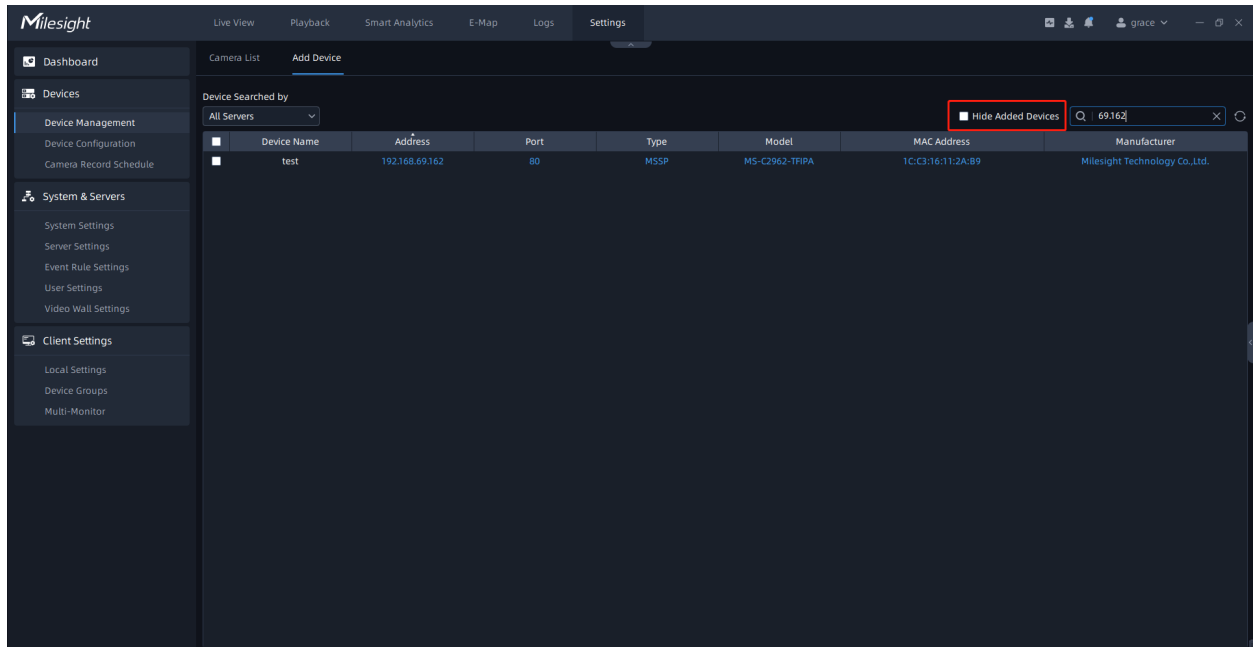 Milesight
Live View Playback Smart Analytics E-Map Logs Settings grace
Dashboard
Devices
Device Management
Device Configuration
Camera Record Schedule
System & Servers
System Settings
Server Settings
Event Rule Settings
User Settings
Video Wall Settings
Client Settings
Local Settings
Device Groups
Multi-Monitor
Camera List Add Device
Device Searched by
All Servers Hide Added Devices 69.162
Device Name Address Port Type Model MAC Address Manufacturer
test 192.168.69.162 80 MSSP MS-C2962-TFIPA 1C:C3:16:11:2A:B9 Milesight Technology Co.,Ltd.